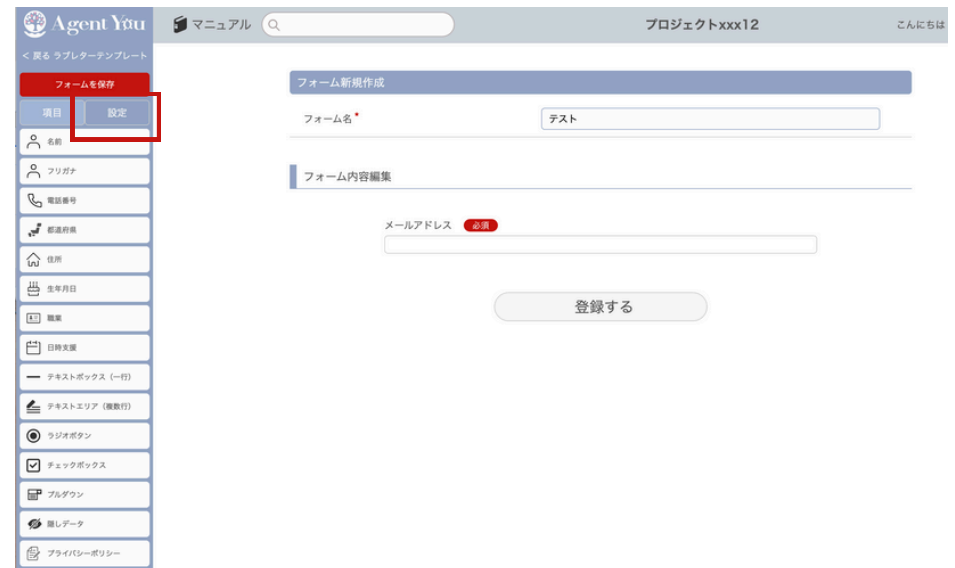 Agent You
マニュアル
プロジェクトxxx12
こんにちは
< 戻る ラブレターテンプレート
フォームを保存
項目
設定
名前
フリガナ
電話番号
都道府県
住所
生年月日
職業
日時支援
テキストボックス（一行）
テキストエリア（複数行）
ラジオボタン
チェックボックス
プルダウン
隠しデータ
プライバシーポリシー
フォーム新規作成
フォーム名*
テスト
フォーム内容編集
メールアドレス 必須
登録する